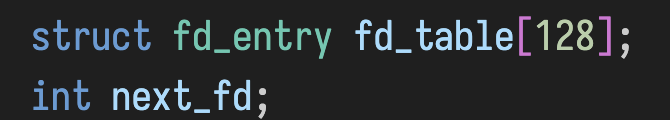 struct fd_entry fd_table[128];
int next_fd;